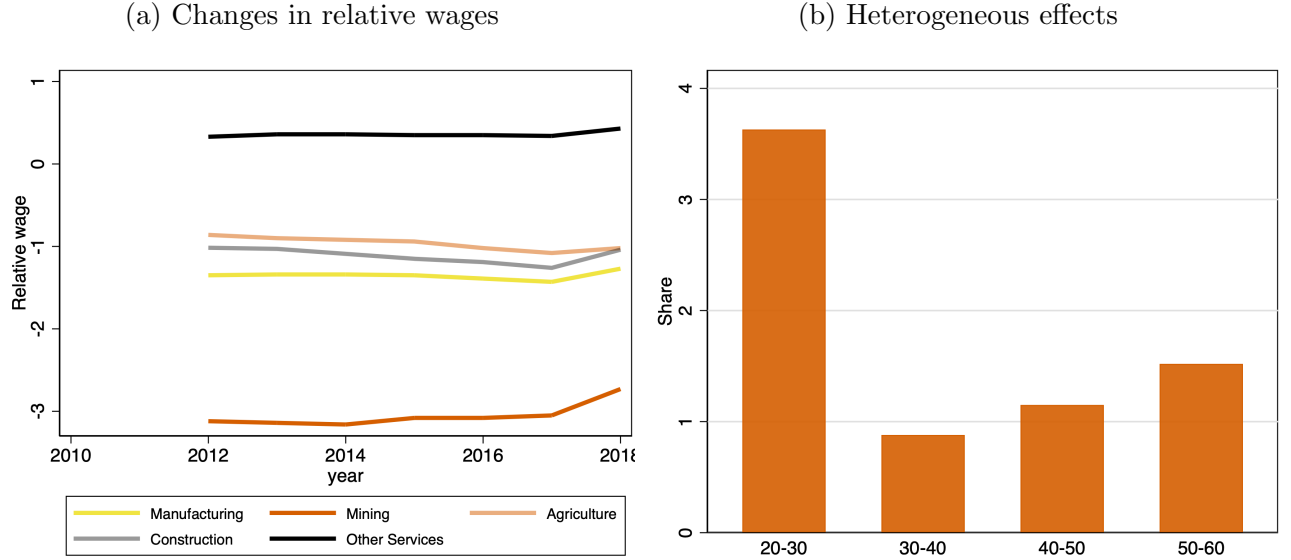 (a) Changes in relative wages
1
0
-1
-2
-3
Relative wage
2010 2012 2014 2016 2018
year
Manufacturing Mining Agriculture
Construction Other Services
(b) Heterogeneous effects
4
3
2
1
0
Share
20-30 30-40 40-50 50-60